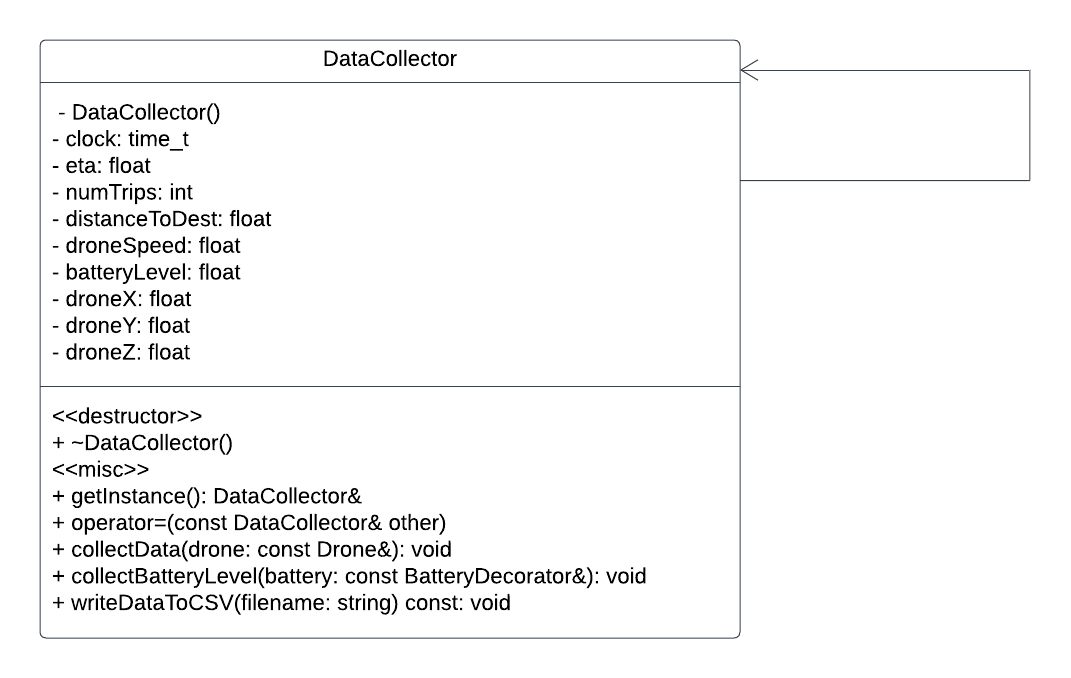 DataCollector
- DataCollector()
- clock: time_t
- eta: float
- numTrips: int
- distanceToDest: float
- droneSpeed: float
- batteryLevel: float
- droneX: float
- droneY: float
- droneZ: float
<<destructor>>
+ ~DataCollector()
<<misc>>
+ getInstance(): DataCollector&
+ operator=(const DataCollector& other)
+ collectData(drone: const Drone&): void
+ collectBatteryLevel(battery: const BatteryDecorator&): void
+ writeDataToCSV(filename: string) const: void